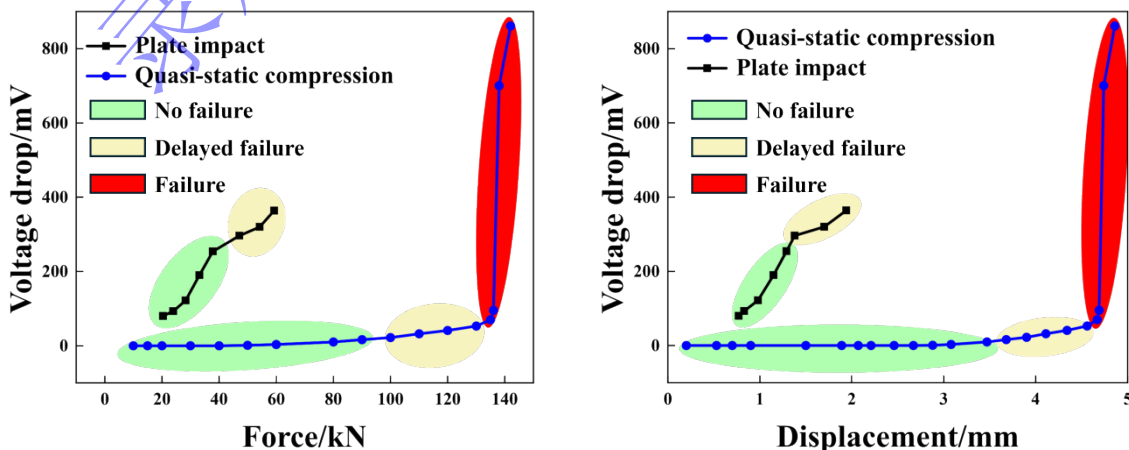 Voltage drop/mV
800
600
400
200
0
Plate impact
Quasi-static compression
No failure
Delayed failure
Failure
0 20 40 60 80 100 120 140
Force/kN
Voltage drop/mV
800
600
400
200
0
Quasi-static compression
Plate impact
No failure
Delayed failure
Failure
0 1 2 3 4 5
Displacement/mm